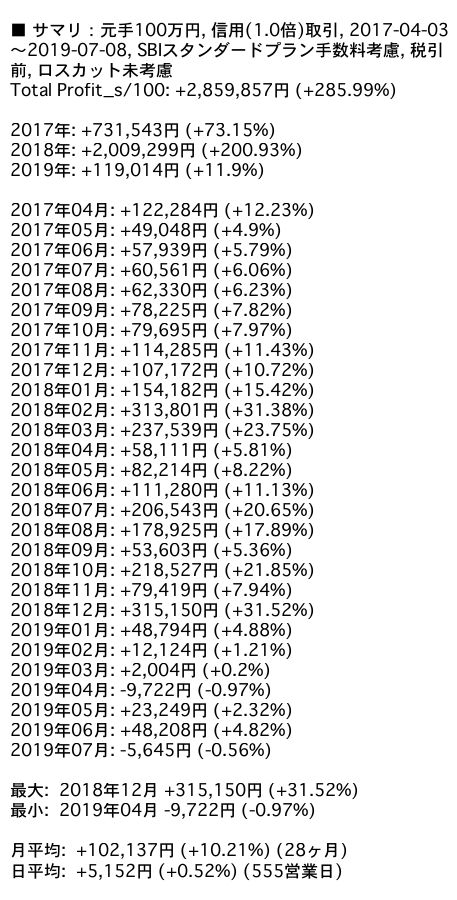 ■ サマリ：元手100万円, 信用(1.0倍)取引, 2017-04-03
～2019-07-08, SBIスタンダードプラン手数料考慮, 税引
前, ロスカット未考慮
Total Profit_s/100: +2,859,857円 (+285.99%)
2017年: +731,543円 (+73.15%)
2018年: +2,009,299円 (+200.93%)
2019年: +119,014円 (+11.9%)
2017年04月: +122,284円 (+12.23%)
2017年05月: +49,048円 (+4.9%)
2017年06月: +57,939円 (+5.79%)
2017年07月: +60,561円 (+6.06%)
2017年08月: +62,330円 (+6.23%)
2017年09月: +78,225円 (+7.82%)
2017年10月: +79,695円 (+7.97%)
2017年11月: +114,285円 (+11.43%)
2017年12月: +107,172円 (+10.72%)
2018年01月: +154,182円 (+15.42%)
2018年02月: +313,801円 (+31.38%)
2018年03月: +237,539円 (+23.75%)
2018年04月: +58,111円 (+5.81%)
2018年05月: +82,214円 (+8.22%)
2018年06月: +111,280円 (+11.13%)
2018年07月: +206,543円 (+20.65%)
2018年08月: +178,925円 (+17.89%)
2018年09月: +53,603円 (+5.36%)
2018年10月: +218,527円 (+21.85%)
2018年11月: +79,419円 (+7.94%)
2018年12月: +315,150円 (+31.52%)
2019年01月: +48,794円 (+4.88%)
2019年02月: +12,124円 (+1.21%)
2019年03月: +2,004円 (+0.2%)
2019年04月: -9,722円 (-0.97%)
2019年05月: +23,249円 (+2.32%)
2019年06月: +48,208円 (+4.82%)
2019年07月: -5,645円 (-0.56%)
最大: 2018年12月 +315,150円 (+31.52%)
最小: 2019年04月 -9,722円 (-0.97%)
月平均: +102,137円 (+10.21%) (28ヶ月)
日平均: +5,152円 (+0.52%) (555営業日)